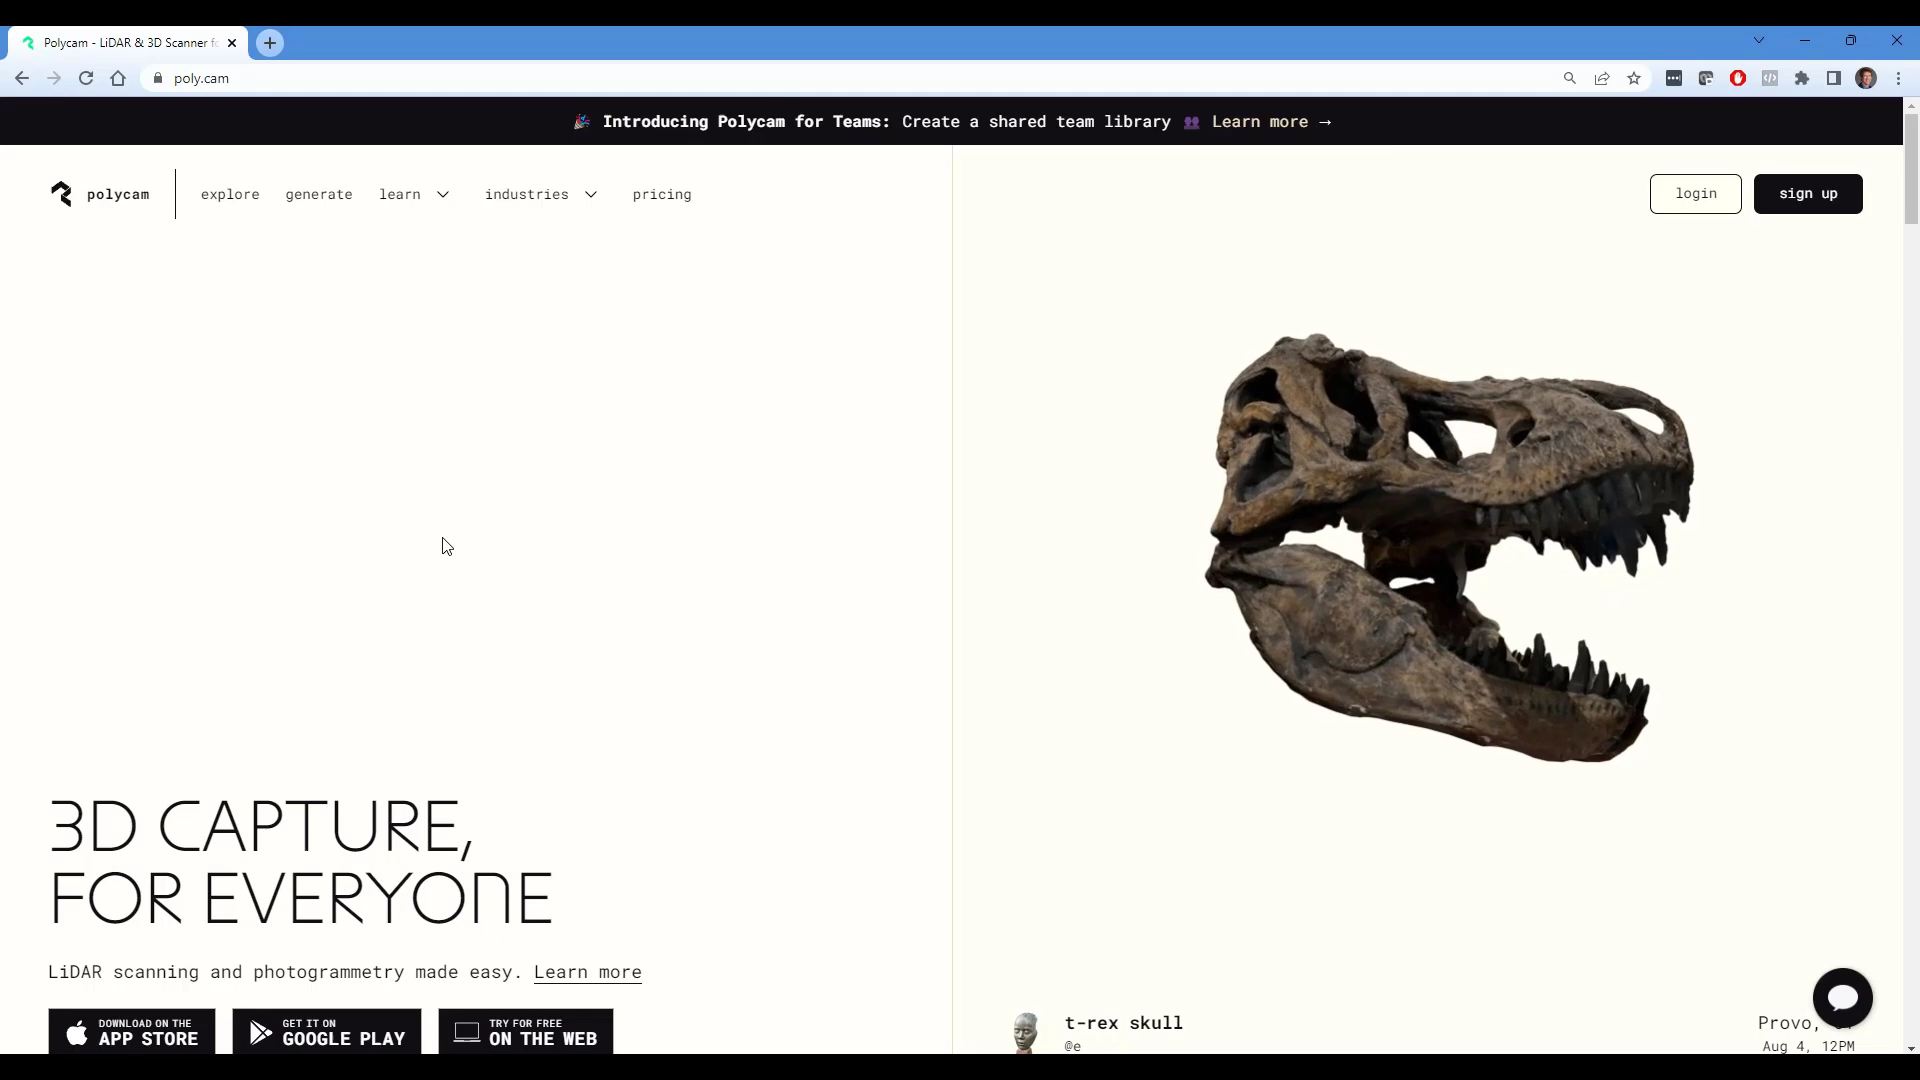 Polycam - LiDAR & 3D Scanner fo
poly.cam
Introducing Polycam for Teams: Create a shared team library Learn more →
polycam
explore
generate
learn
industries
pricing
login
sign up
3D CAPTURE,
FOR EVERYONE
LiDAR scanning and photogrammetry made easy. Learn more
DOWNLOAD ON THE
APP STORE
GET IT ON
GOOGLE PLAY
TRY FOR FREE
ON THE WEB
t-rex skull
@e
Provo,
Aug 4, 12PM